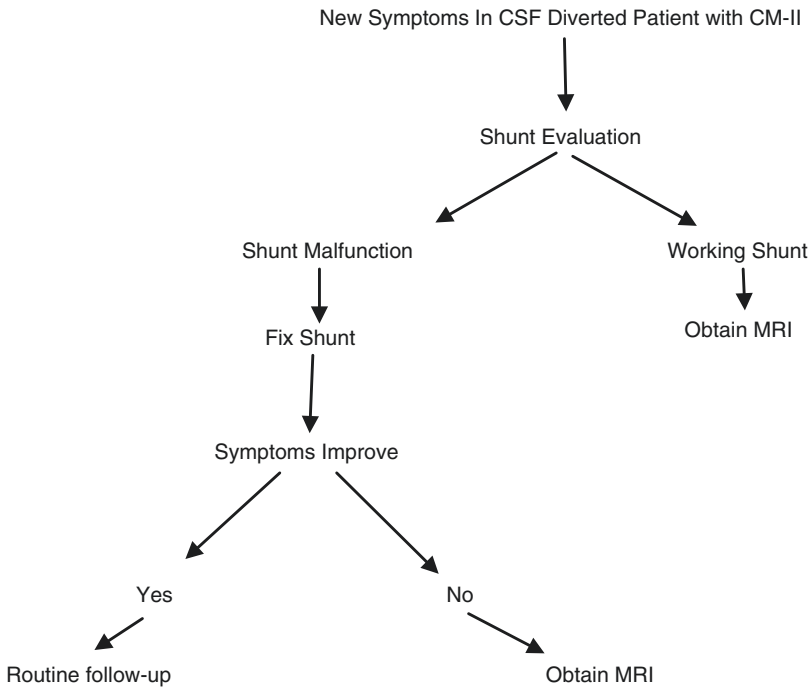 New Symptoms In CSF Diverted Patient with CM-II
Shunt Evaluation
Shunt Malfunction
Working Shunt
Fix Shunt
Obtain MRI
Symptoms Improve
Yes
No
Routine follow-up
Obtain MRI